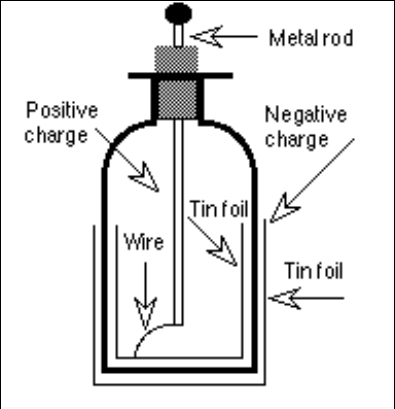 Metal rod
Positive
charge
Negative
charge
Tin foil
Wire
Tin foil